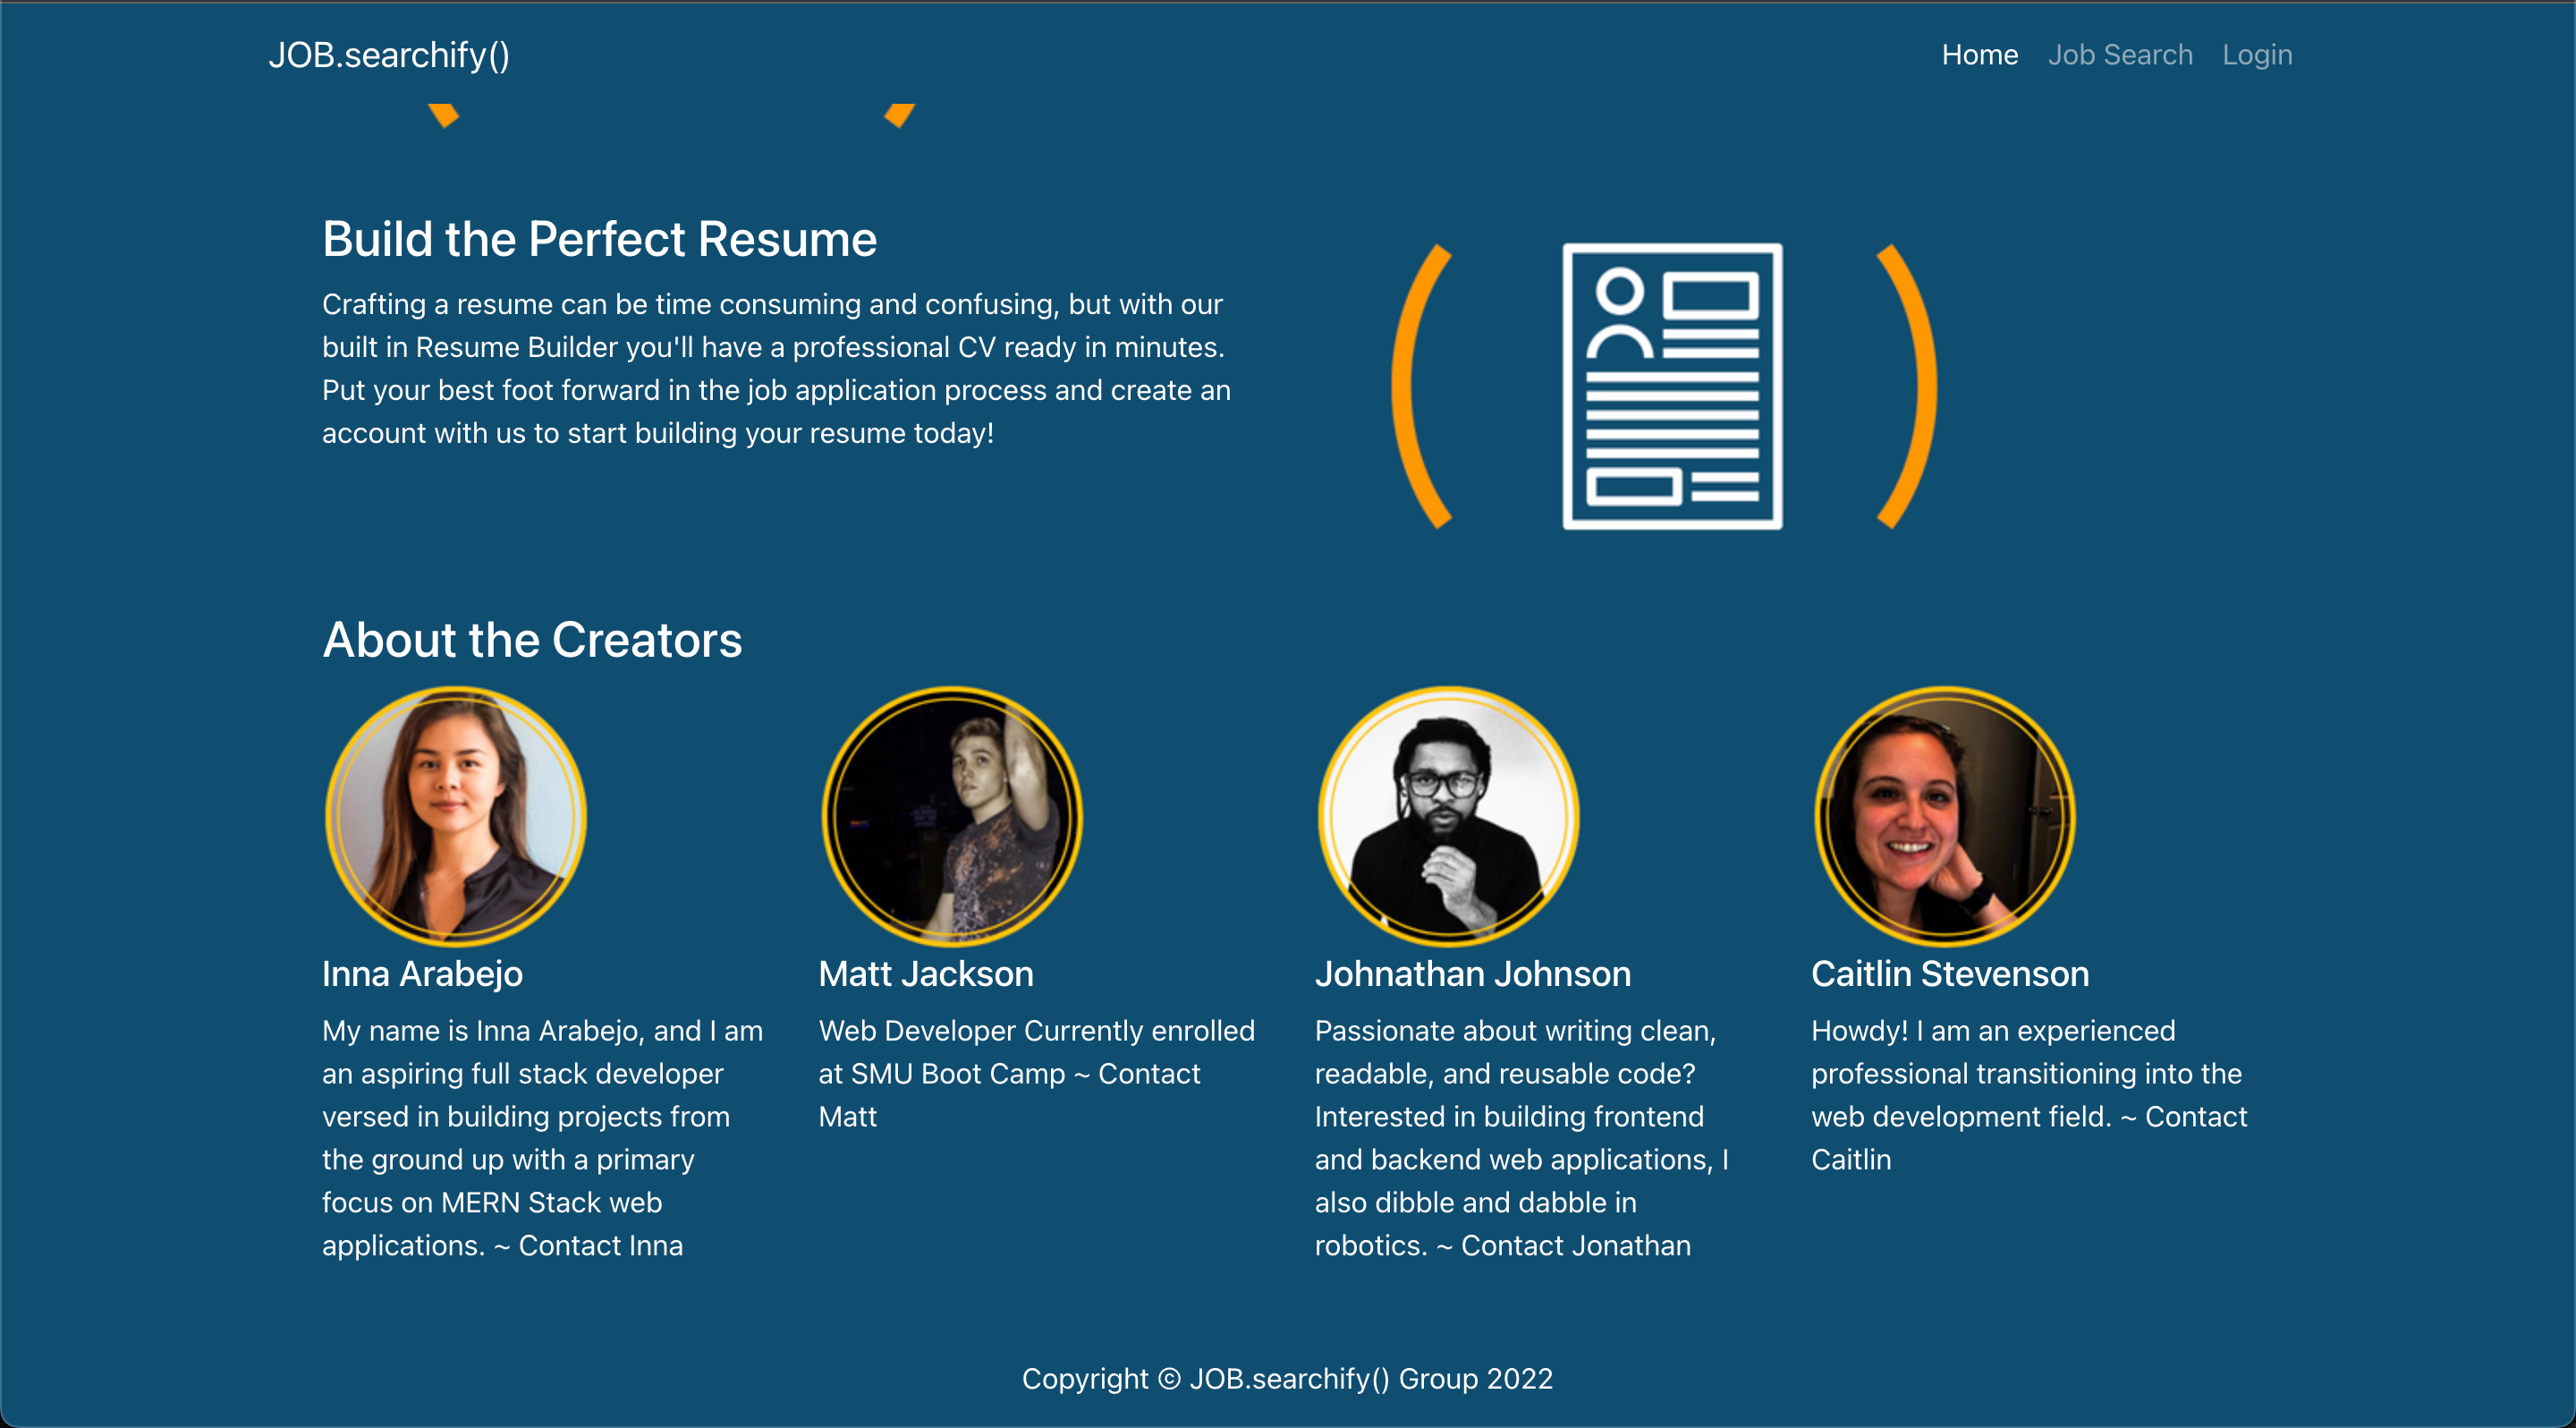 JOB.searchify()
Home Job Search Login
Build the Perfect Resume
Crafting a resume can be time consuming and confusing, but with our
built in Resume Builder you'll have a professional CV ready in minutes.
Put your best foot forward in the job application process and create an
account with us to start building your resume today!
About the Creators
Inna Arabejo
My name is Inna Arabejo, and I am
an aspiring full stack developer
versed in building projects from
the ground up with a primary
focus on MERN Stack web
applications. ~ Contact Inna
Matt Jackson
Web Developer Currently enrolled
at SMU Boot Camp ~ Contact
Matt
Johnathan Johnson
Passionate about writing clean,
readable, and reusable code?
Interested in building frontend
and backend web applications, I
also dibble and dabble in
robotics. ~ Contact Jonathan
Caitlin Stevenson
Howdy! I am an experienced
professional transitioning into the
web development field. ~ Contact
Caitlin
Copyright © JOB.searchify() Group 2022